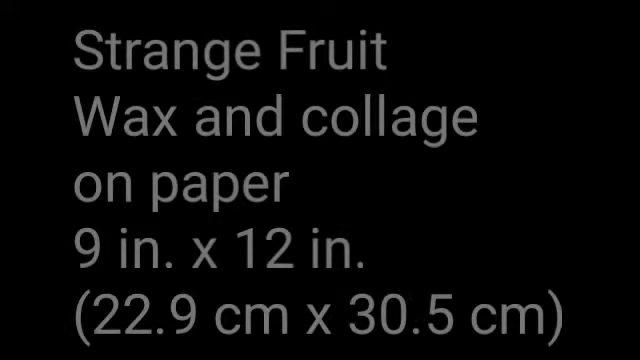 Strange Fruit
Wax and collage
on paper
9 in. x 12 in.
(22.9 cm x 30.5 cm)